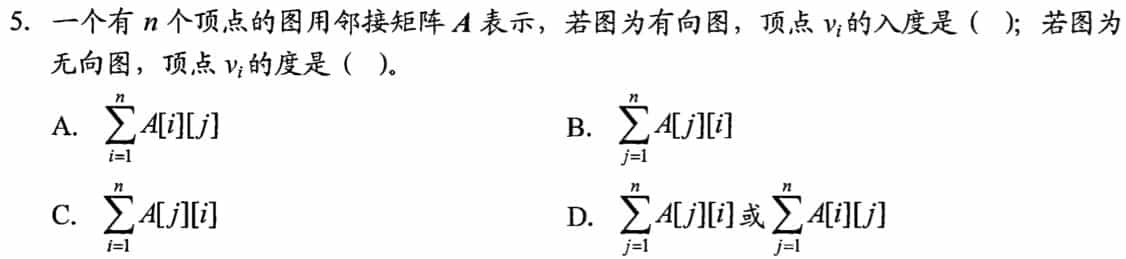 5. 一个有 n 个顶点的图用邻接矩阵 A 表示，若图为有向图，顶点 vᵢ 的入度是（ ）；若图为
无向图，顶点 vᵢ 的度是（ ）。
A. $\sum_{i=1}^{n} A[i][j]$ B. $\sum_{j=1}^{n} A[j][i]$
C. $\sum_{i=1}^{n} A[j][i]$ D. $\sum_{j=1}^{n} A[j][i]$ 或 $\sum_{j=1}^{n} A[i][j]$